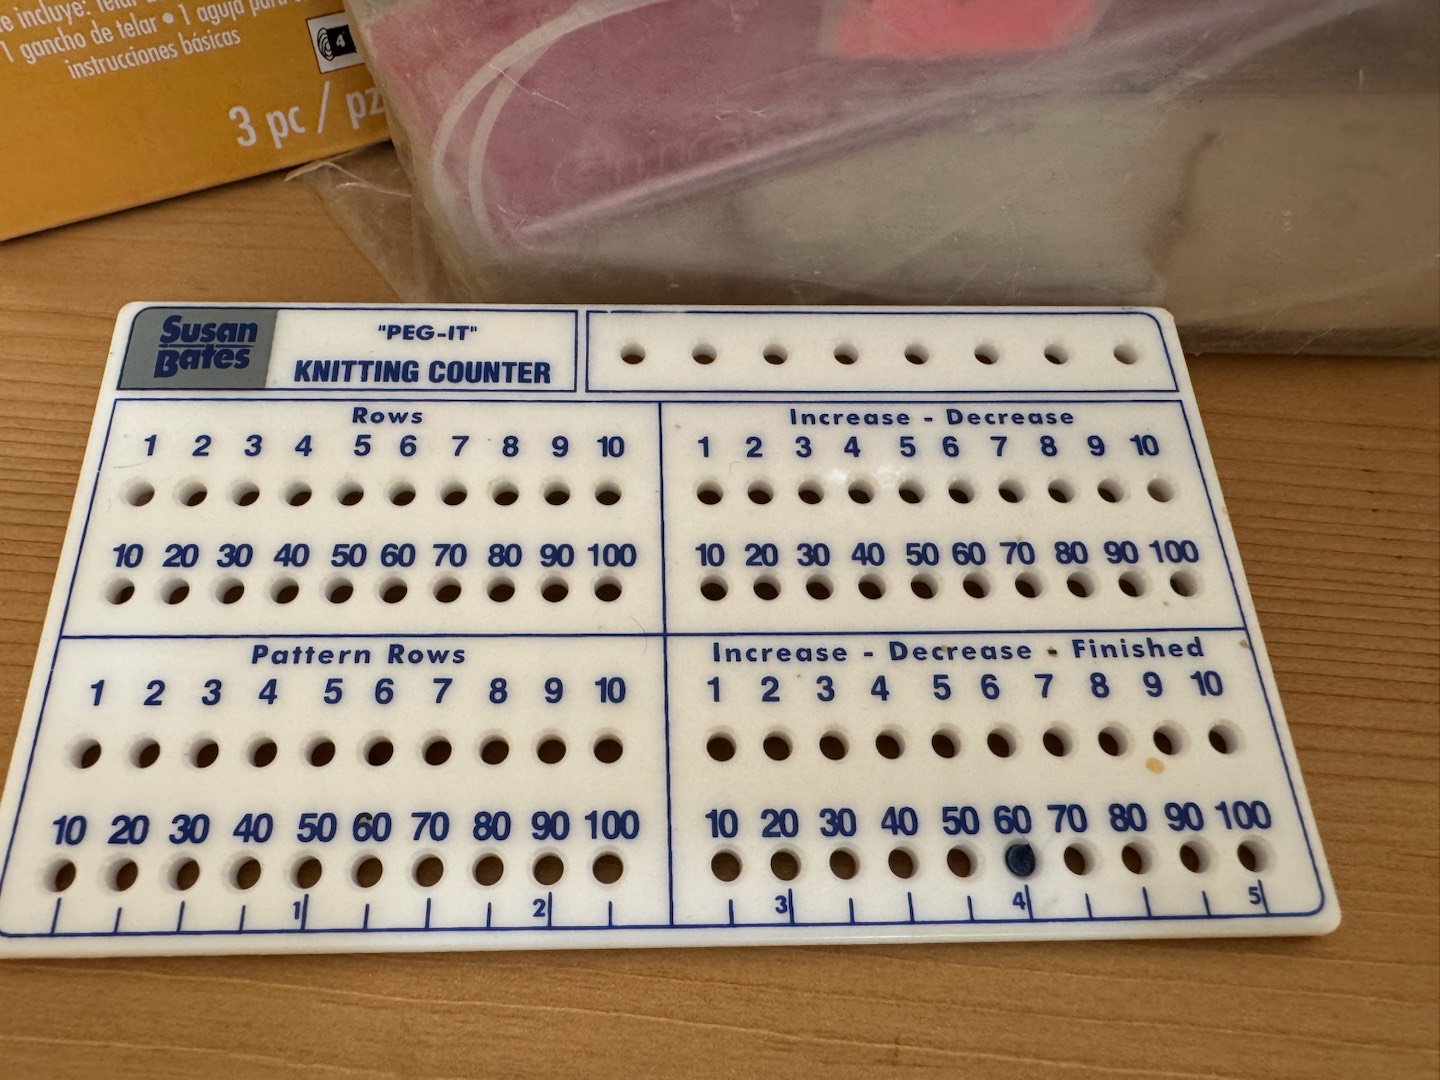 e incluye: Telar
1 gancho de telar • 1 aguja para
instrucciones básicas
4
3 pc / pz
Susan
Bates
"PEG-IT"
KNITTING COUNTER
Rows
1 2 3 4 5 6 7 8 9 10
10 20 30 40 50 60 70 80 90 100
Increase - Decrease
1 2 3 4 5 6 7 8 9 10
10 20 30 40 50 60 70 80 90 100
Pattern Rows
1 2 3 4 5 6 7 8 9 10
10 20 30 40 50 60 70 80 90 100
Increase - Decrease - Finished
1 2 3 4 5 6 7 8 9 10
10 20 30 40 50 60 70 80 90 100
1 2 3 4 5